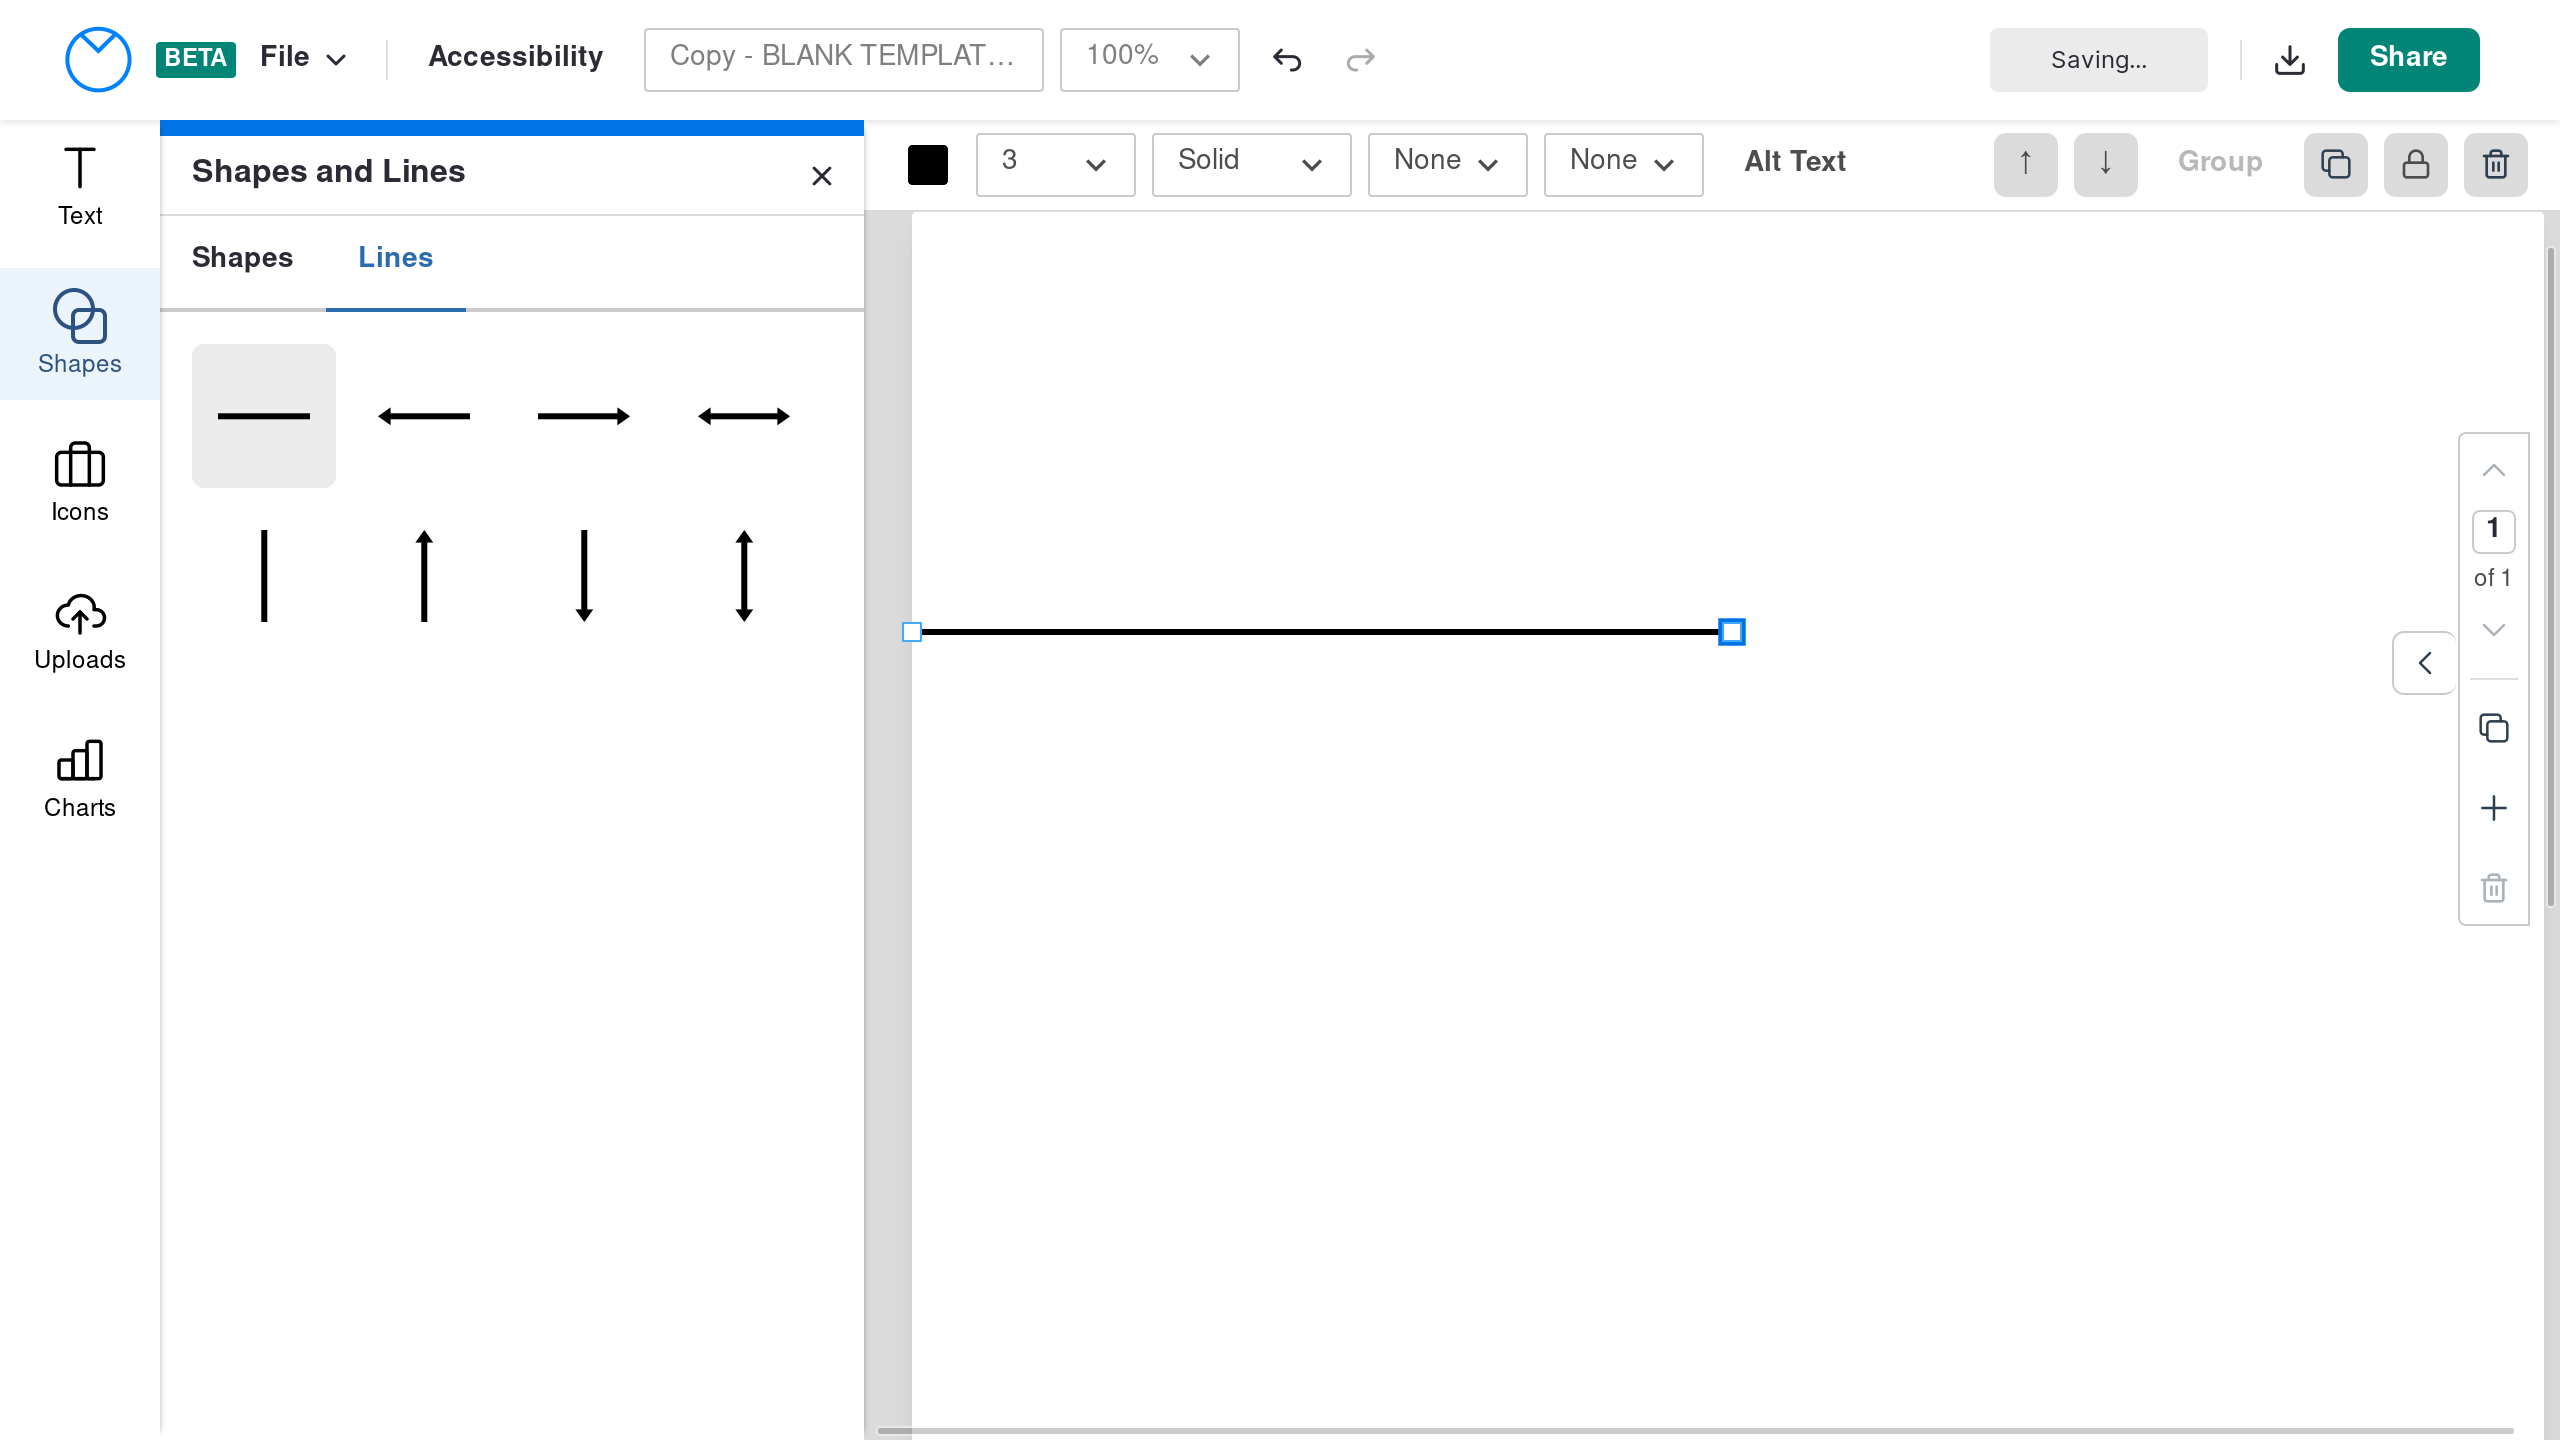 BETA File Accessibility Copy - BLANK TEMPLAT... 100% Saving... Share
Text
Shapes
Icons
Uploads
Charts
Shapes and Lines
Shapes Lines
3 Solid None None Alt Text ↑ ↓ Group
1
of 1